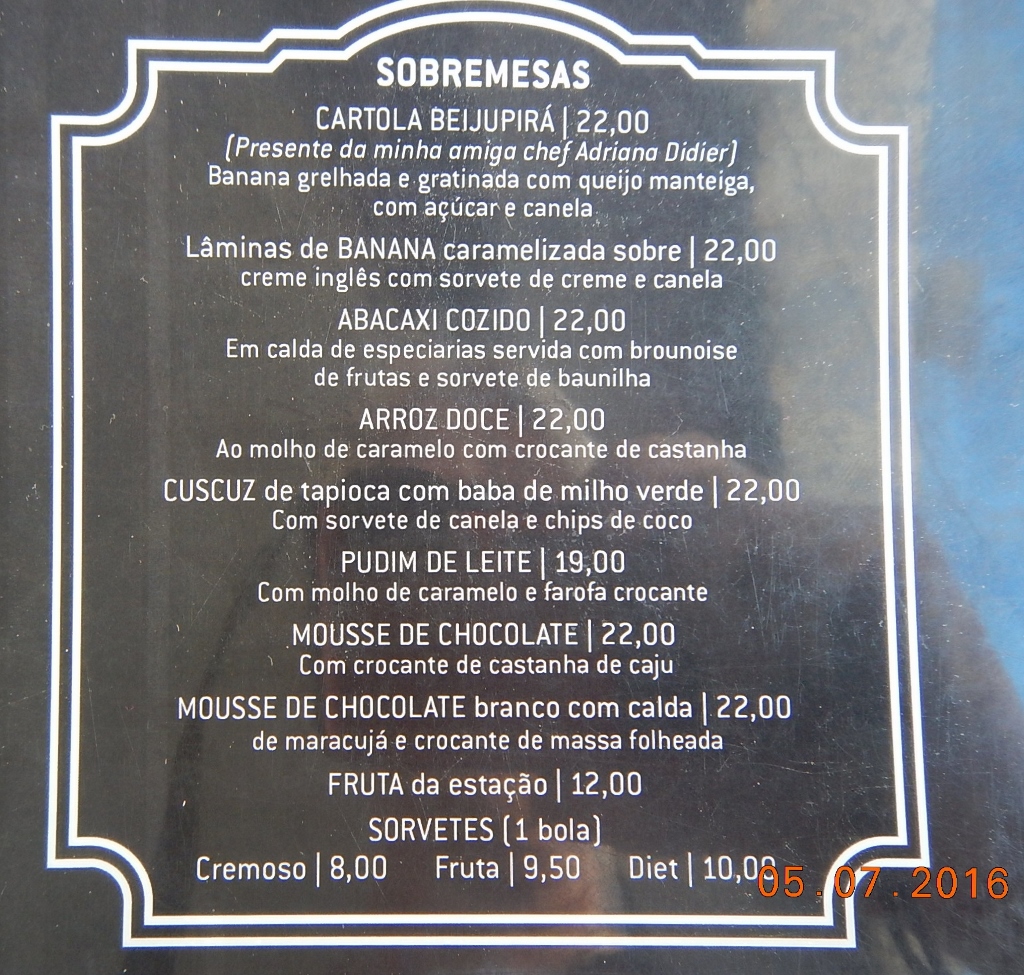 SOBREMESAS
CARTOLA BEIJUPIRÁ | 22,00
(Presente da minha amiga chef Adriana Didier)
Banana grelhada e gratinada com queijo manteiga,
com açúcar e canela
Lâminas de BANANA caramelizada sobre | 22,00
creme inglês com sorvete de creme e canela
ABACAXI COZIDO | 22,00
Em calda de especiarias servida com brounoise
de frutas e sorvete de baunilha
ARROZ DOCE | 22,00
Ao molho de caramelo com crocante de castanha
CUSCUZ de tapioca com baba de milho verde | 22,00
Com sorvete de canela e chips de coco
PUDIM DE LEITE | 19,00
Com molho de caramelo e farofa crocante
MOUSSE DE CHOCOLATE | 22,00
Com crocante de castanha de caju
MOUSSE DE CHOCOLATE branco com calda | 22,00
de maracujá e crocante de massa folheada
FRUTA da estação | 12,00
SORVETES (1 bola)
Cremoso | 8,00 Fruta | 9,50 Diet | 10,00
05.07.2016